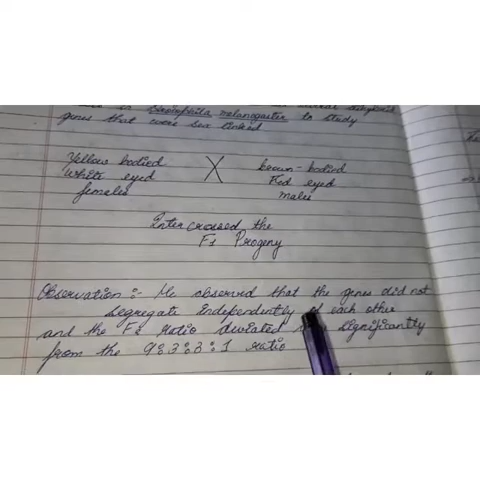 in Drosophila melanogaster to study
genes that were sex linked
Yellow bodied
White eyed
females
X
brown-bodied
Red eyed
males
Intercrossed the
F1 Progeny
Observation :- He observed that the genes did not
segregate independently of each other
and the F2 ratio deviated significantly
from the 9:3:3:1 ratio